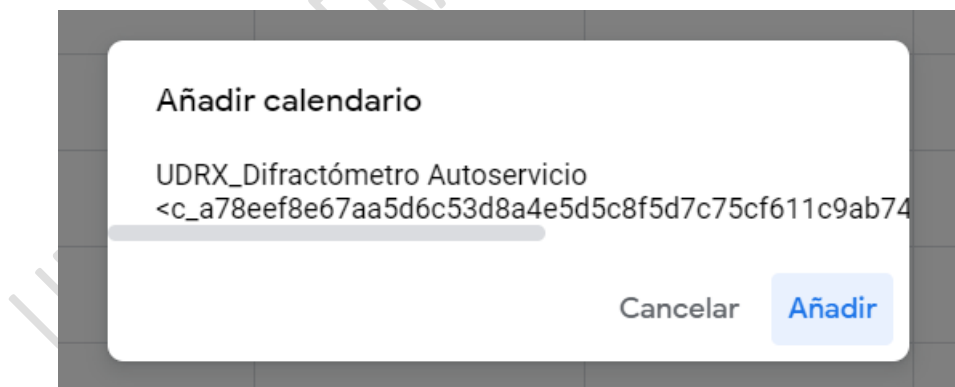 Añadir calendario
UDRX_Difractómetro Autoservicio
<c_a78eef8e67aa5d6c53d8a4e5d5c8f5d7c75cf611c9ab74
Cancelar Añadir